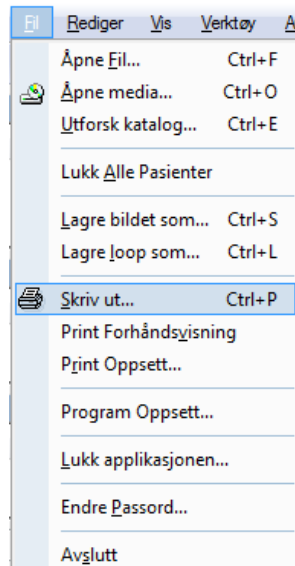 Fil Rediger Vis Verktøy A
Åpne Fil... Ctrl+F
Åpne media... Ctrl+O
Utforsk katalog... Ctrl+E
Lukk Alle Pasienter
Lagre bildet som... Ctrl+S
Lagre loop som... Ctrl+L
Skriv ut... Ctrl+P
Print Forhåndsvisning
Print Oppsett...
Program Oppsett...
Lukk applikasjonen...
Endre Passord...
Avslutt